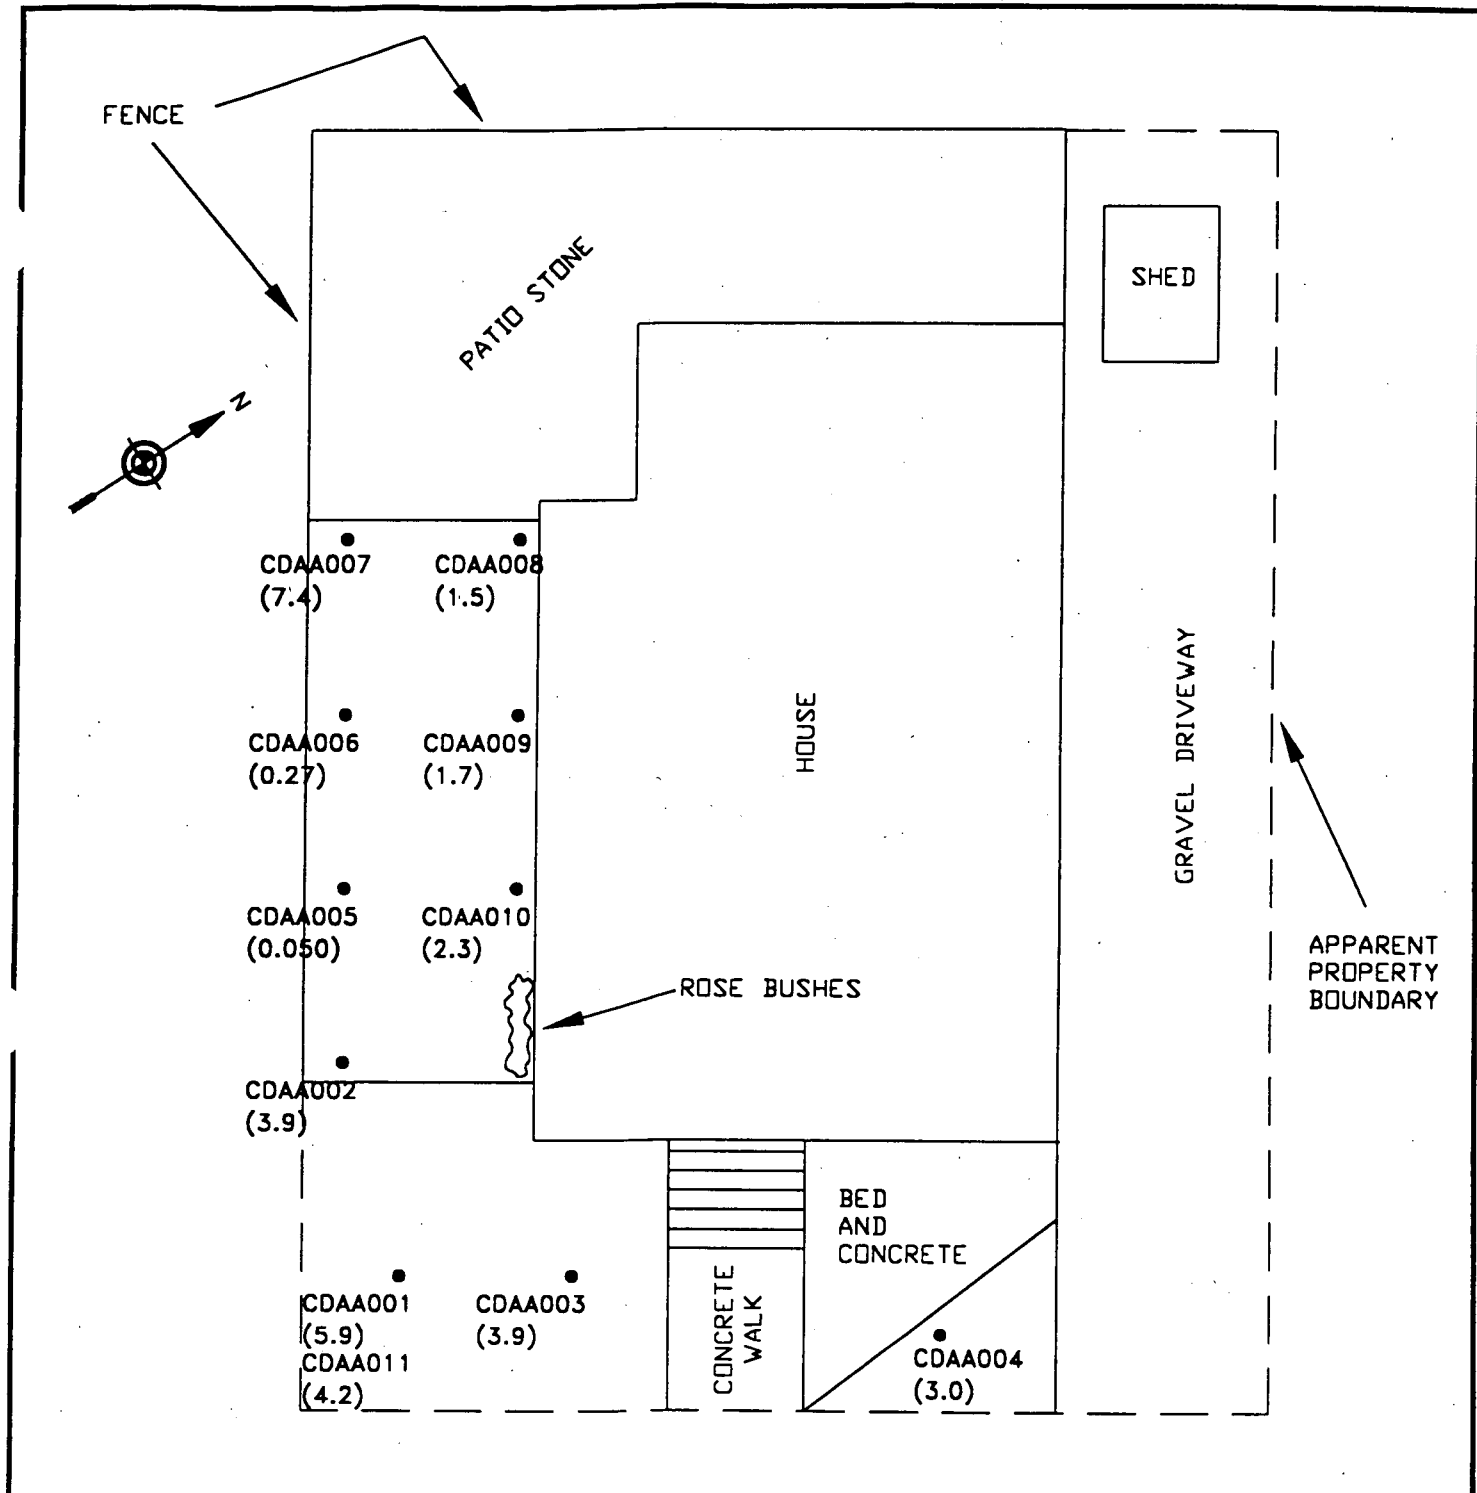 FENCE
PATIO STONE
SHED
N
CDAA007
(7.4)
CDAA008
(1.5)
CDAA006
(0.27)
CDAA009
(1.7)
HOUSE
GRAVEL DRIVEWAY
CDAA005
(0.050)
CDAA010
(2.3)
APPARENT
PROPERTY
BOUNDARY
ROSE BUSHES
CDAA002
(3.9)
BED
AND
CONCRETE
CDAA001
(5.9)
CDAA011
(4.2)
CDAA003
(3.9)
CONCRETE
WALK
CDAA004
(3.0)